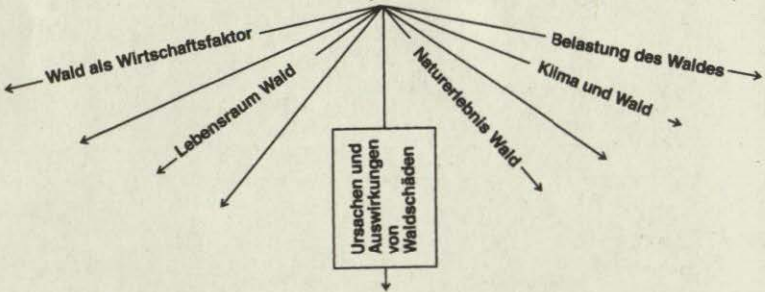 Wald als Wirtschaftsfaktor
Lebensraum Wald
Ursachen und
Auswirkungen
von
Waldschäden
Naturerlebnis Wald
Klima und Wald
Belastung des Waldes